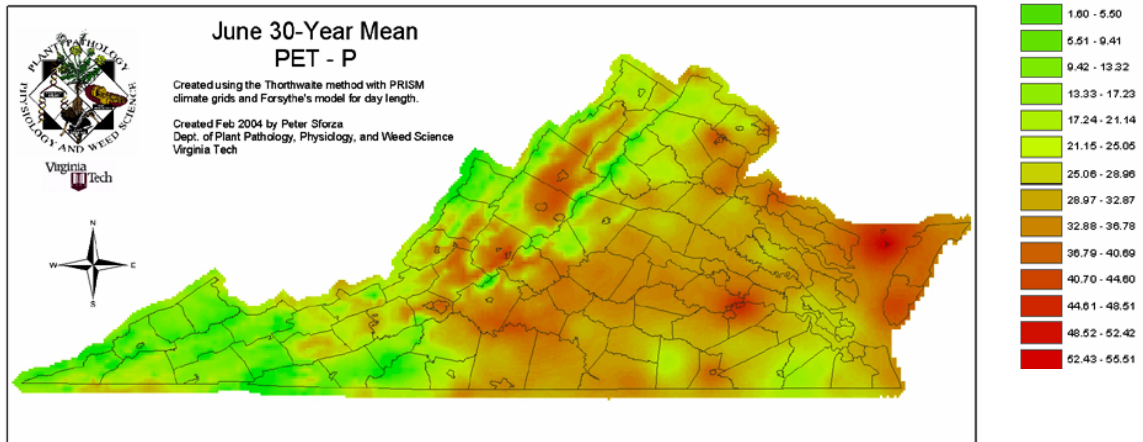 June 30-Year Mean
PET - P
Created using the Thorthwaite method with PRISM
climate grids and Forsythe's model for day length.
Created Feb 2004 by Peter Sforza
Dept. of Plant Pathology, Physiology, and Weed Science
Virginia Tech
PLANT PATHOLOGY
PHYSIOLOGY AND WEED SCIENCE
Virginia
Tech
N
W E
S
1.60 - 5.50
5.51 - 9.41
9.42 - 13.32
13.33 - 17.23
17.24 - 21.14
21.15 - 25.05
25.06 - 28.96
28.97 - 32.87
32.88 - 36.78
36.79 - 40.69
40.70 - 44.60
44.61 - 48.51
48.52 - 52.42
52.43 - 55.51